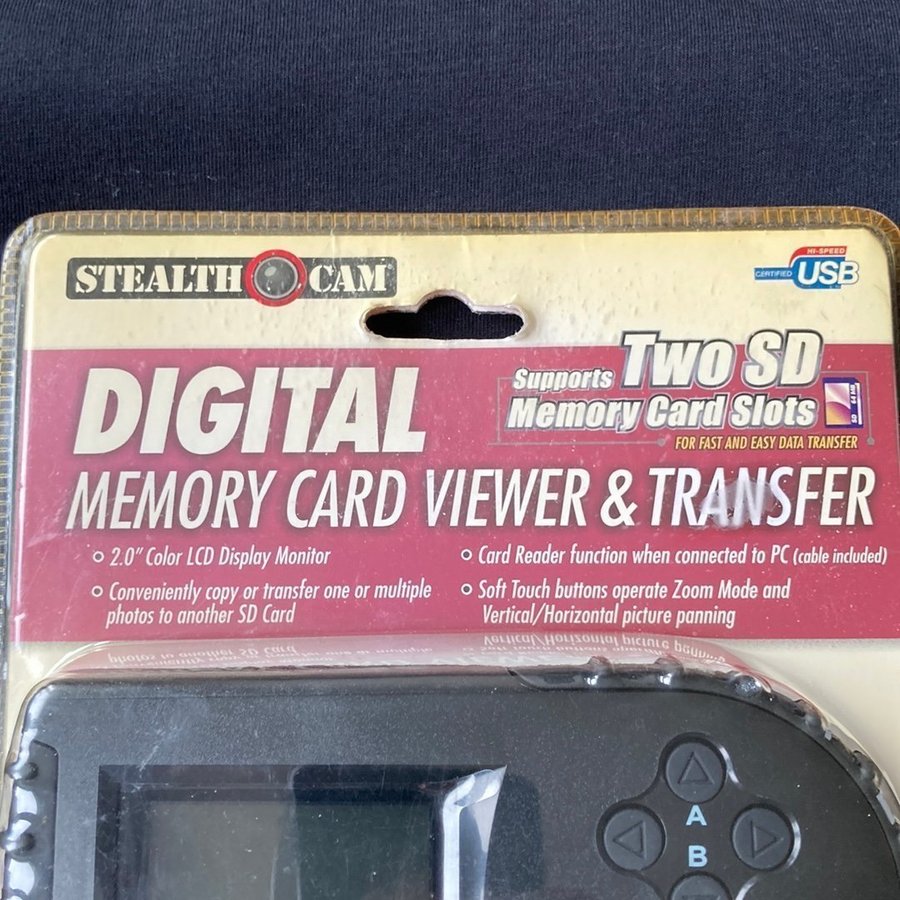 STEALTH CAM
HI-SPEED
CERTIFIED USB
Supports Two SD
Memory Card Slots
FOR FAST AND EASY DATA TRANSFER
SD 64 MB
DIGITAL
MEMORY CARD VIEWER & TRANSFER
2.0" Color LCD Display Monitor
Conveniently copy or transfer one or multiple
photos to another SD Card
Card Reader function when connected to PC (cable included)
Soft Touch buttons operate Zoom Mode and
Vertical/Horizontal picture panning
A
B